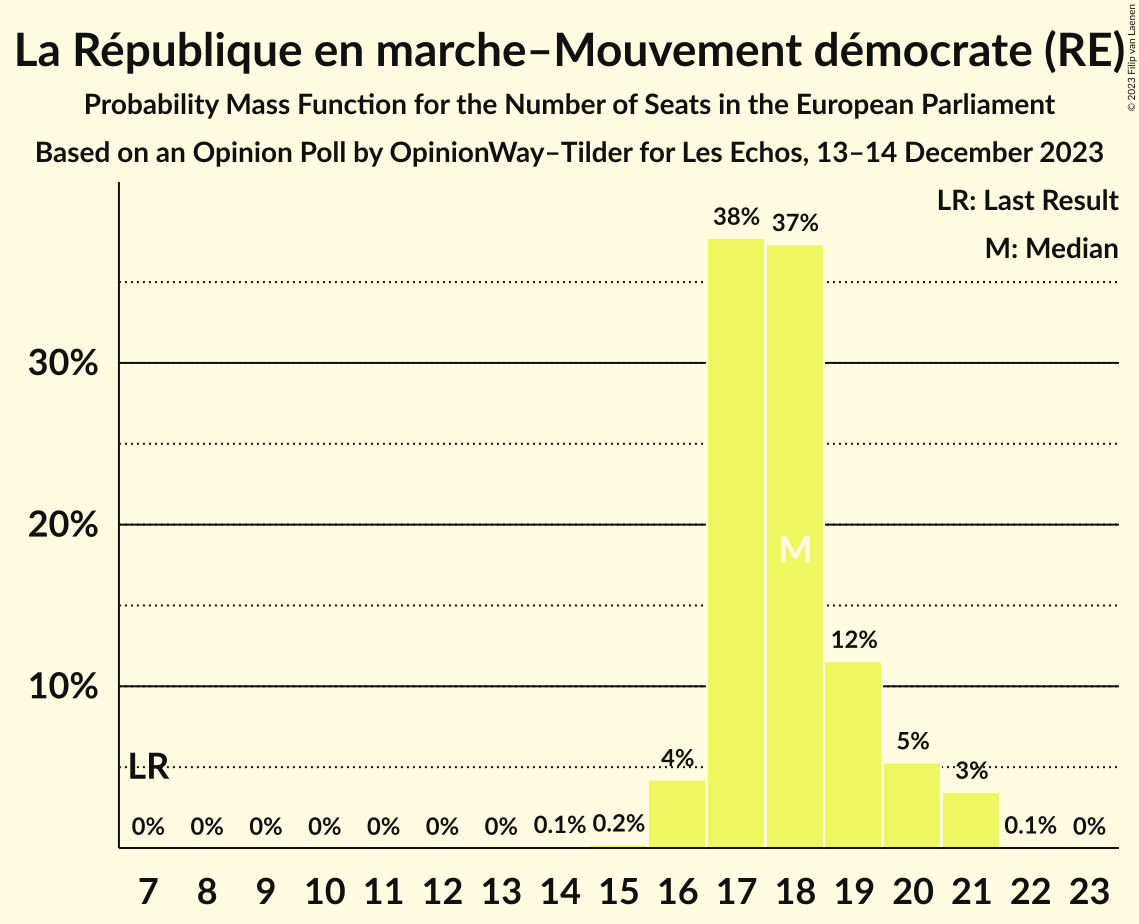 La République en marche–Mouvement démocrate (RE)
Probability Mass Function for the Number of Seats in the European Parliament
Based on an Opinion Poll by OpinionWay–Tilder for Les Echos, 13–14 December 2023
© 2023 Filip van Laenen
LR: Last Result
M: Median
38% 37%
30%
20%
M
12%
10%
LR
4% 5% 3%
0% 0% 0% 0% 0% 0% 0% 0.1% 0.2% 0.1% 0%
7 8 9 10 11 12 13 14 15 16 17 18 19 20 21 22 23